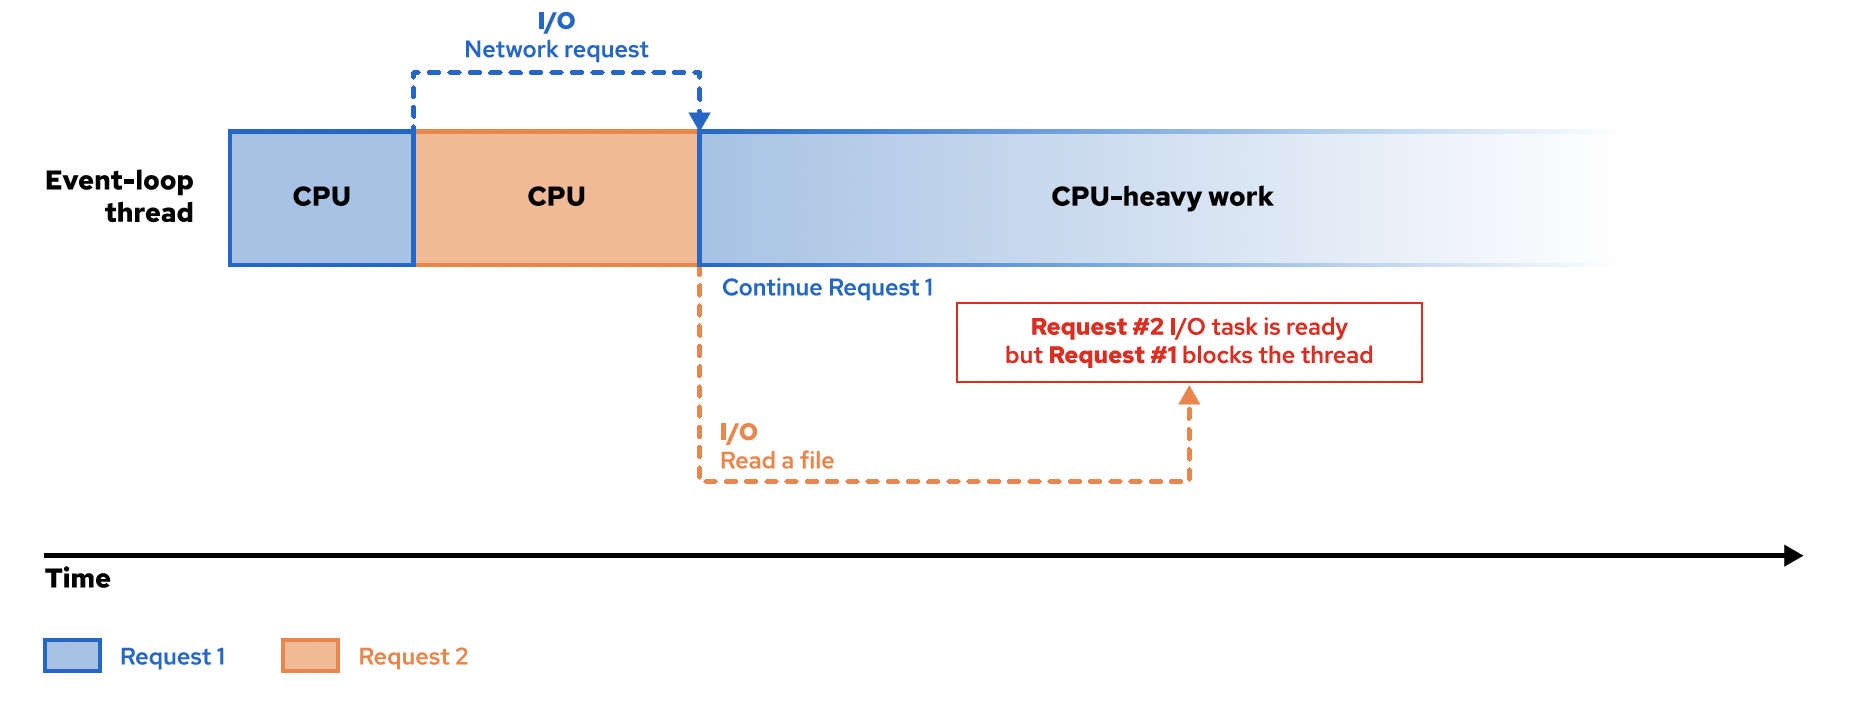 I/O
Network request
Event-loop
thread
CPU
CPU
CPU-heavy work
Continue Request 1
Request #2 I/O task is ready
but Request #1 blocks the thread
I/O
Read a file
Time
Request 1
Request 2